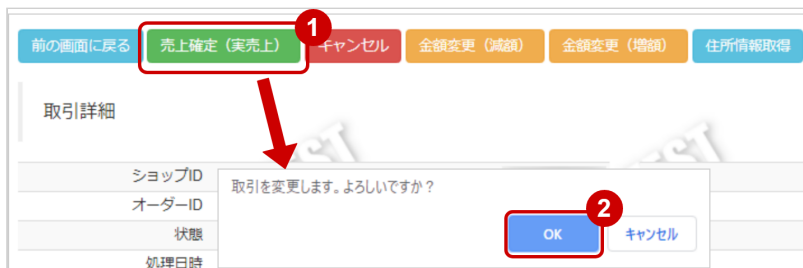 1
前の画面に戻る 売上確定（実売上） キャンセル 金額変更（減額） 金額変更（増額） 住所情報取得
取引詳細
TEST TEST
ショップID
取引を変更します。よろしいですか？
オーダーID
2
状態
OK キャンセル
処理日時